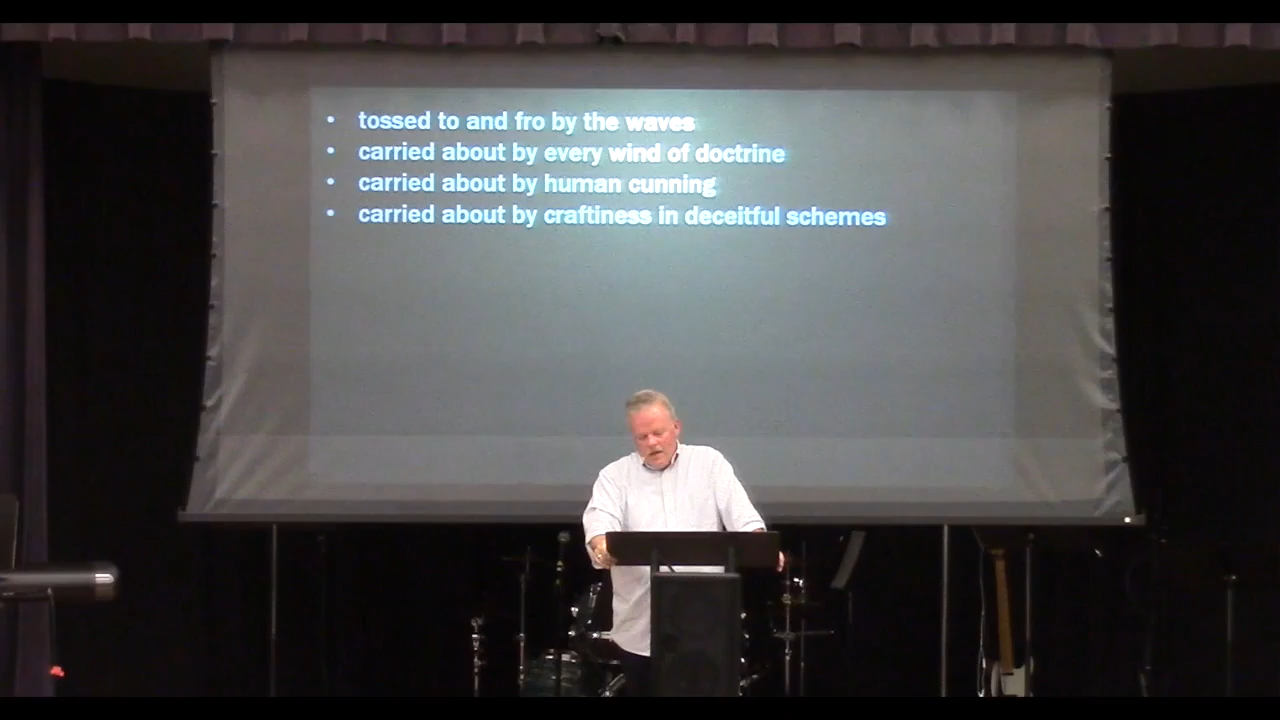 • tossed to and fro by the waves
• carried about by every wind of doctrine
• carried about by human cunning
• carried about by craftiness in deceitful schemes